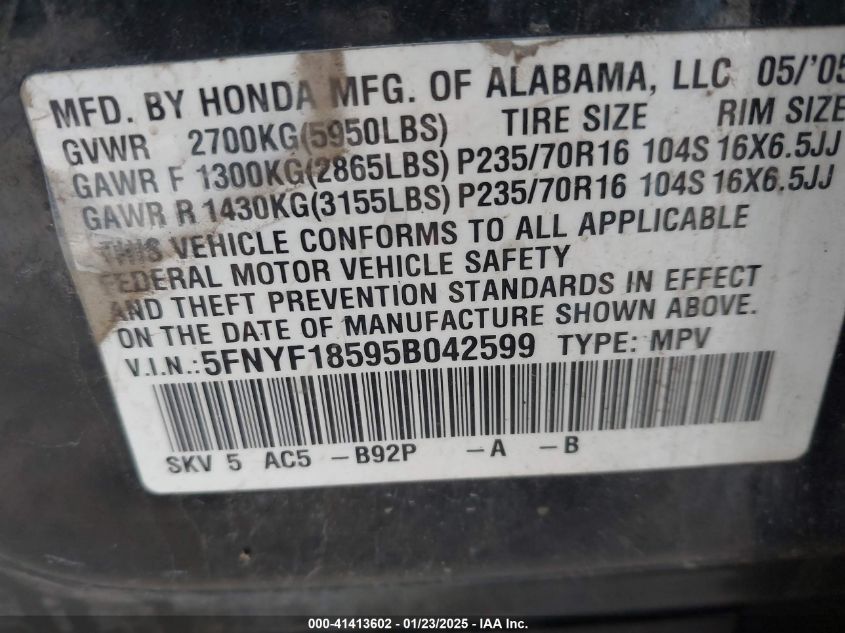 MFD. BY HONDA MFG. OF ALABAMA, LLC 05/'05
GVWR 2700KG(5950LBS) TIRE SIZE RIM SIZE
GAWR F 1300KG(2865LBS) P235/70R16 104S 16X6.5JJ
GAWR R 1430KG(3155LBS) P235/70R16 104S 16X6.5JJ
THIS VEHICLE CONFORMS TO ALL APPLICABLE
FEDERAL MOTOR VEHICLE SAFETY
AND THEFT PREVENTION STANDARDS IN EFFECT
ON THE DATE OF MANUFACTURE SHOWN ABOVE.
V.I.N.: 5FNYF18595B042599 TYPE: MPV
SKV 5 AC5 -B92P -A -B
000-41413602 - 01/23/2025 - IAA Inc.